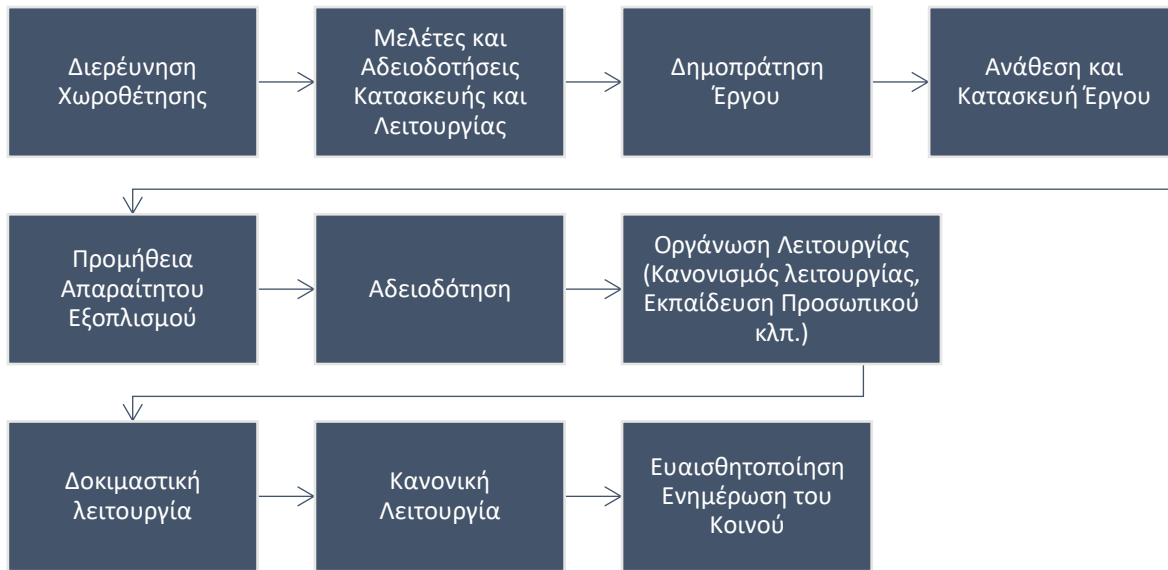 Διερέυνηση
Χωροθέτησης
Μελέτες και
Αδειοδοτήσεις
Κατασκευής και
Λειτουργίας
Δημοπράτηση
Έργου
Ανάθεση και
Κατασκευή Έργου
Προμήθεια
Απαραίτητου
Εξοπλισμού
Αδειοδότηση
Οργάνωση Λειτουργίας
(Κανονισμός λειτουργίας,
Εκπαίδευση Προσωπικού
κλπ.)
Δοκιμαστική
λειτουργία
Κανονική
Λειτουργία
Ευαισθητοποίηση
Ενημέρωση του
Κοινού